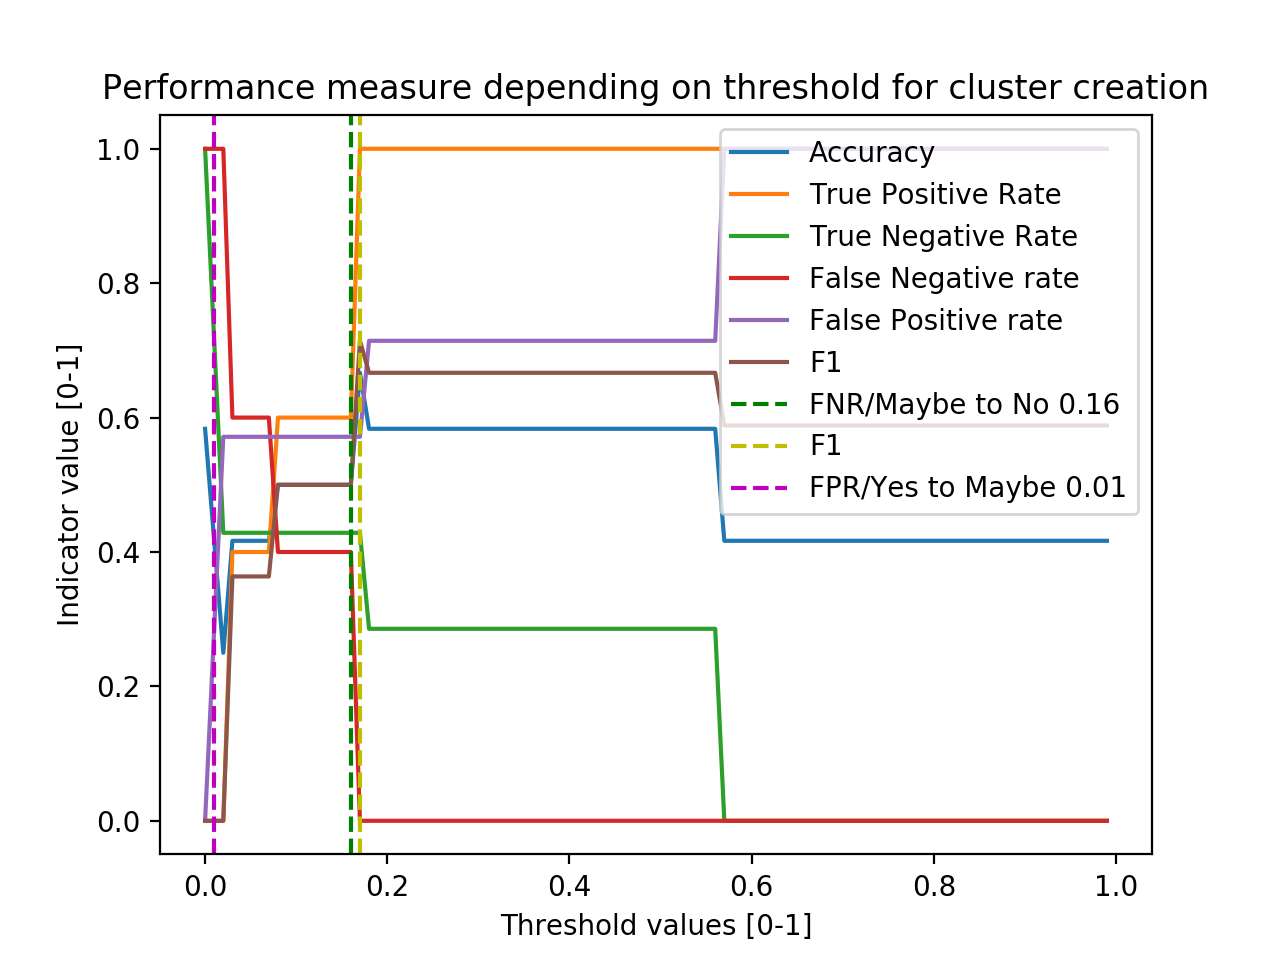 Performance measure depending on threshold for cluster creation
1.0
0.8
0.6
0.4
0.2
0.0
Indicator value [0-1]
Accuracy
True Positive Rate
True Negative Rate
False Negative rate
False Positive rate
F1
FNR/Maybe to No 0.16
F1
FPR/Yes to Maybe 0.01
0.0 0.2 0.4 0.6 0.8 1.0
Threshold values [0-1]